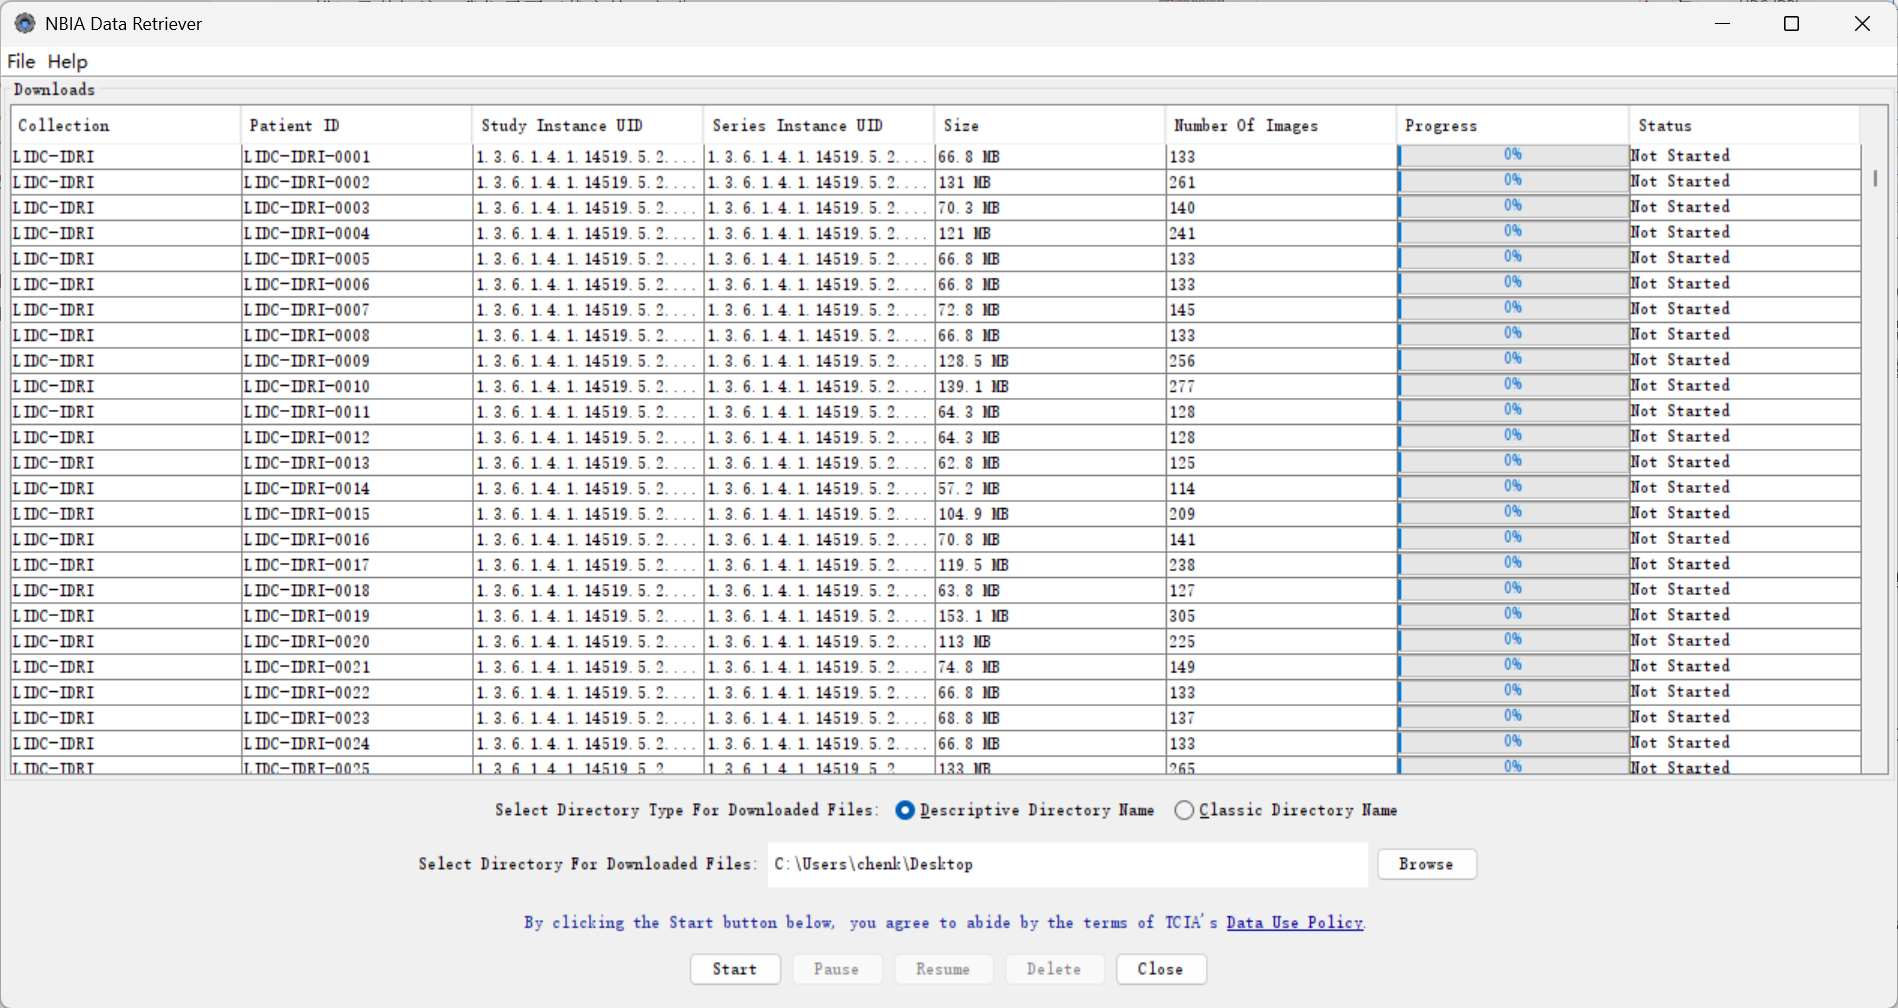 NBIA Data Retriever
File Help
Downloads
Collection Patient ID Study Instance UID Series Instance UID Size Number Of Images Progress Status
LIDC-IDRI LIDC-IDRI-0001 1.3.6.1.4.1.14519.5.2.... 1.3.6.1.4.1.14519.5.2.... 66.8 MB 133 0% Not Started
LIDC-IDRI LIDC-IDRI-0002 1.3.6.1.4.1.14519.5.2.... 1.3.6.1.4.1.14519.5.2.... 131 MB 261 0% Not Started
LIDC-IDRI LIDC-IDRI-0003 1.3.6.1.4.1.14519.5.2.... 1.3.6.1.4.1.14519.5.2.... 70.3 MB 140 0% Not Started
LIDC-IDRI LIDC-IDRI-0004 1.3.6.1.4.1.14519.5.2.... 1.3.6.1.4.1.14519.5.2.... 121 MB 241 0% Not Started
LIDC-IDRI LIDC-IDRI-0005 1.3.6.1.4.1.14519.5.2.... 1.3.6.1.4.1.14519.5.2.... 66.8 MB 133 0% Not Started
LIDC-IDRI LIDC-IDRI-0006 1.3.6.1.4.1.14519.5.2.... 1.3.6.1.4.1.14519.5.2.... 66.8 MB 133 0% Not Started
LIDC-IDRI LIDC-IDRI-0007 1.3.6.1.4.1.14519.5.2.... 1.3.6.1.4.1.14519.5.2.... 72.8 MB 145 0% Not Started
LIDC-IDRI LIDC-IDRI-0008 1.3.6.1.4.1.14519.5.2.... 1.3.6.1.4.1.14519.5.2.... 66.8 MB 133 0% Not Started
LIDC-IDRI LIDC-IDRI-0009 1.3.6.1.4.1.14519.5.2.... 1.3.6.1.4.1.14519.5.2.... 128.5 MB 256 0% Not Started
LIDC-IDRI LIDC-IDRI-0010 1.3.6.1.4.1.14519.5.2.... 1.3.6.1.4.1.14519.5.2.... 139.1 MB 277 0% Not Started
LIDC-IDRI LIDC-IDRI-0011 1.3.6.1.4.1.14519.5.2.... 1.3.6.1.4.1.14519.5.2.... 64.3 MB 128 0% Not Started
LIDC-IDRI LIDC-IDRI-0012 1.3.6.1.4.1.14519.5.2.... 1.3.6.1.4.1.14519.5.2.... 64.3 MB 128 0% Not Started
LIDC-IDRI LIDC-IDRI-0013 1.3.6.1.4.1.14519.5.2.... 1.3.6.1.4.1.14519.5.2.... 62.8 MB 125 0% Not Started
LIDC-IDRI LIDC-IDRI-0014 1.3.6.1.4.1.14519.5.2.... 1.3.6.1.4.1.14519.5.2.... 57.2 MB 114 0% Not Started
LIDC-IDRI LIDC-IDRI-0015 1.3.6.1.4.1.14519.5.2.... 1.3.6.1.4.1.14519.5.2.... 104.9 MB 209 0% Not Started
LIDC-IDRI LIDC-IDRI-0016 1.3.6.1.4.1.14519.5.2.... 1.3.6.1.4.1.14519.5.2.... 70.8 MB 141 0% Not Started
LIDC-IDRI LIDC-IDRI-0017 1.3.6.1.4.1.14519.5.2.... 1.3.6.1.4.1.14519.5.2.... 119.5 MB 238 0% Not Started
LIDC-IDRI LIDC-IDRI-0018 1.3.6.1.4.1.14519.5.2.... 1.3.6.1.4.1.14519.5.2.... 63.8 MB 127 0% Not Started
LIDC-IDRI LIDC-IDRI-0019 1.3.6.1.4.1.14519.5.2.... 1.3.6.1.4.1.14519.5.2.... 153.1 MB 305 0% Not Started
LIDC-IDRI LIDC-IDRI-0020 1.3.6.1.4.1.14519.5.2.... 1.3.6.1.4.1.14519.5.2.... 113 MB 225 0% Not Started
LIDC-IDRI LIDC-IDRI-0021 1.3.6.1.4.1.14519.5.2.... 1.3.6.1.4.1.14519.5.2.... 74.8 MB 149 0% Not Started
LIDC-IDRI LIDC-IDRI-0022 1.3.6.1.4.1.14519.5.2.... 1.3.6.1.4.1.14519.5.2.... 66.8 MB 133 0% Not Started
LIDC-IDRI LIDC-IDRI-0023 1.3.6.1.4.1.14519.5.2.... 1.3.6.1.4.1.14519.5.2.... 68.8 MB 137 0% Not Started
LIDC-IDRI LIDC-IDRI-0024 1.3.6.1.4.1.14519.5.2.... 1.3.6.1.4.1.14519.5.2.... 66.8 MB 133 0% Not Started
LIDC-IDRI LIDC-IDRI-0025 1.3.6.1.4.1.14519.5.2 1.3.6.1.4.1.14519.5.2 133 MB 265 0% Not Started
Select Directory Type For Downloaded Files: Descriptive Directory Name Classic Directory Name
Select Directory For Downloaded Files: C:\Users\chenk\Desktop Browse
By clicking the Start button below, you agree to abide by the terms of TCIA's Data Use Policy.
Start Pause Resume Delete Close